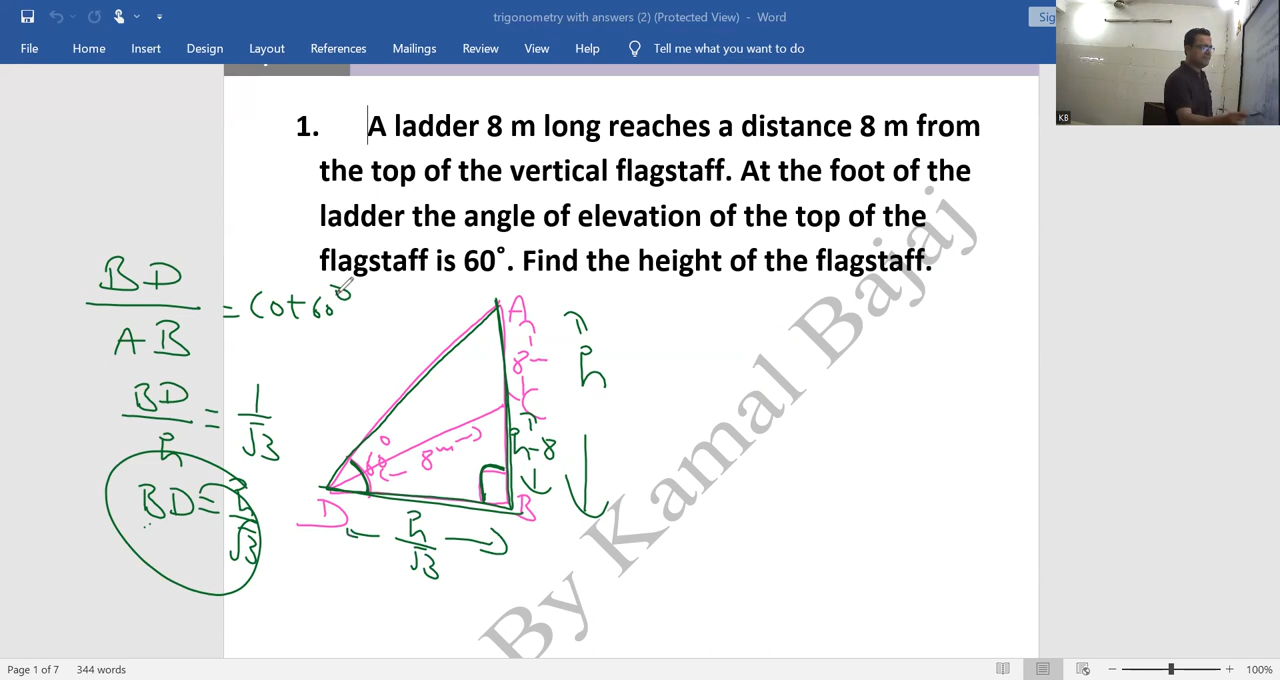 trigonometry with answers (2) (Protected View) - Word
Sig
File Home Insert Design Layout References Mailings Review View Help Tell me what you want to do
KB
1. A ladder 8 m long reaches a distance 8 m from
the top of the vertical flagstaff. At the foot of the
ladder the angle of elevation of the top of the
flagstaff is 60°. Find the height of the flagstaff.
BD/AB = Cot 60°
BD/h = 1/√3
BD = h/√3
A
8m
h
C
h-8
60°
8m
D
B
h/√3
By Kamal Bajaj
Page 1 of 7 344 words
100%